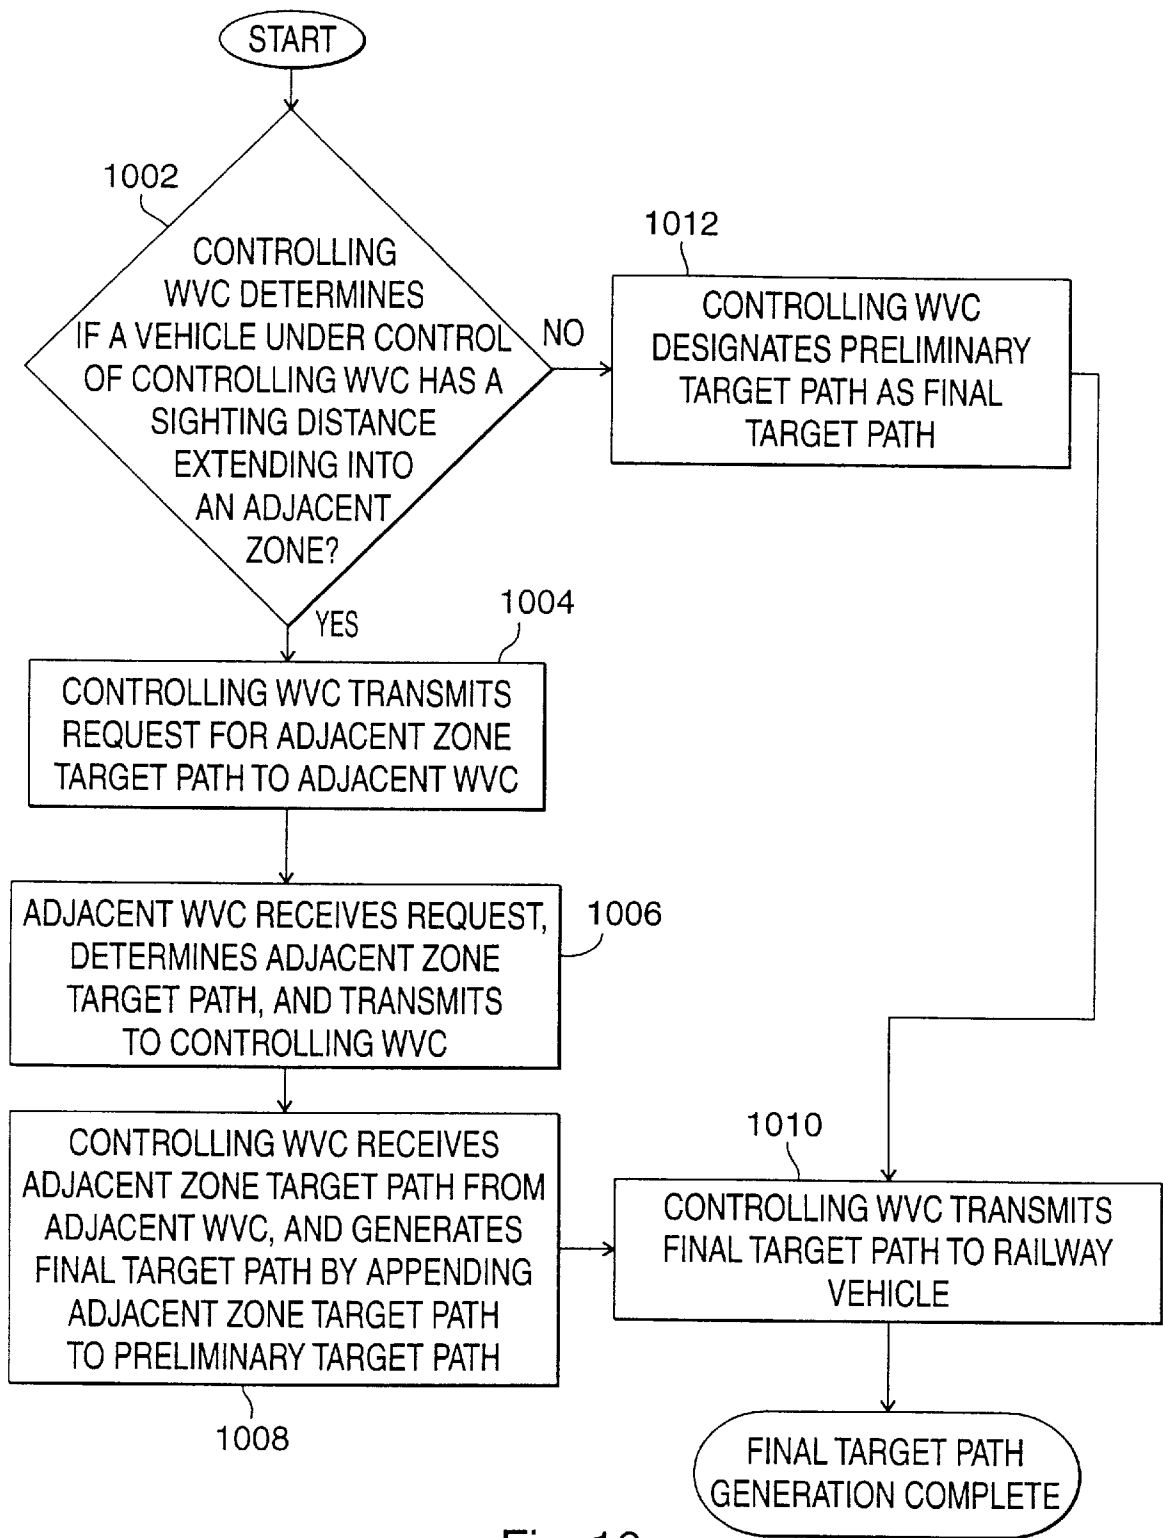 START
1002
CONTROLLING
WVC DETERMINES
IF A VEHICLE UNDER CONTROL
OF CONTROLLING WVC HAS A
SIGHTING DISTANCE
EXTENDING INTO
AN ADJACENT
ZONE?
NO
1012
CONTROLLING WVC
DESIGNATES PRELIMINARY
TARGET PATH AS FINAL
TARGET PATH
YES
1004
CONTROLLING WVC TRANSMITS
REQUEST FOR ADJACENT ZONE
TARGET PATH TO ADJACENT WVC
ADJACENT WVC RECEIVES REQUEST,
DETERMINES ADJACENT ZONE
TARGET PATH, AND TRANSMITS
TO CONTROLLING WVC
1006
CONTROLLING WVC RECEIVES
ADJACENT ZONE TARGET PATH FROM
ADJACENT WVC, AND GENERATES
FINAL TARGET PATH BY APPENDING
ADJACENT ZONE TARGET PATH
TO PRELIMINARY TARGET PATH
1008
1010
CONTROLLING WVC TRANSMITS
FINAL TARGET PATH TO RAILWAY
VEHICLE
FINAL TARGET PATH
GENERATION COMPLETE